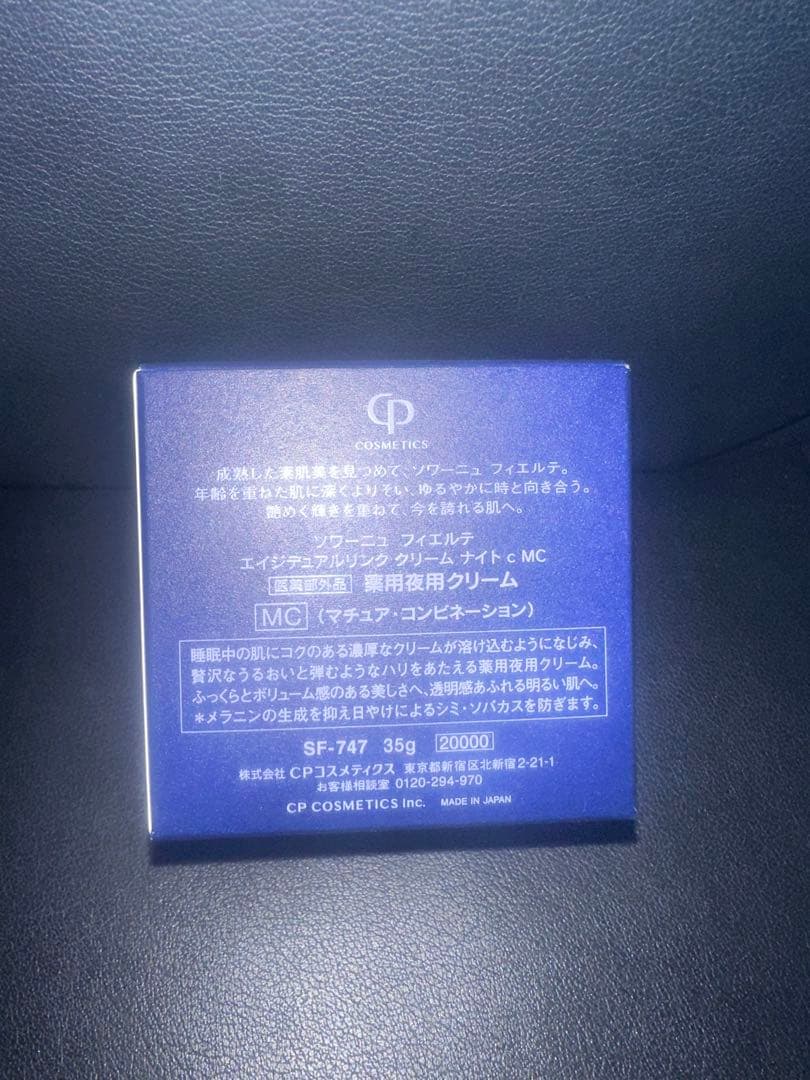 CP
COSMETICS
成熟した素肌美を見つめて、ソワーニュ フィエルテ。
年齢を重ねた肌に深くよりそい、ゆるやかに時と向き合う。
艶めく輝きを重ねて、今を誇れる肌へ。
ソワーニュ フィエルテ
エイジデュアルリンク クリーム ナイト c MC
医薬部外品 薬用夜用クリーム
MC (マチュア・コンビネーション)
睡眠中の肌にコクのある濃厚なクリームが溶け込むようになじみ、
贅沢なうるおいと弾むようなハリをあたえる薬用夜用クリーム。
ふっくらとボリューム感のある美しさへ、透明感あふれる明るい肌へ。
＊メラニンの生成を抑え日やけによるシミ・ソバカスを防ぎます。
SF-747 35g 20000
株式会社 CPコスメティクス 東京都新宿区北新宿2-21-1
お客様相談室 0120-294-970
CP COSMETICS Inc. MADE IN JAPAN